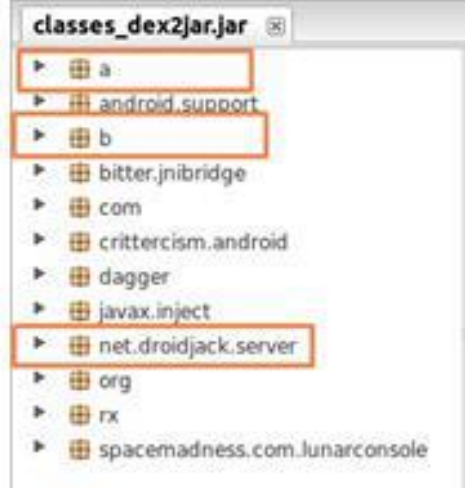 classes_dex2jar.jar
a
android.support
b
bitter.jnibridge
com
crittercism.android
dagger
javax.inject
net.droidjack.server
org
rx
spacemadness.com.lunarconsole